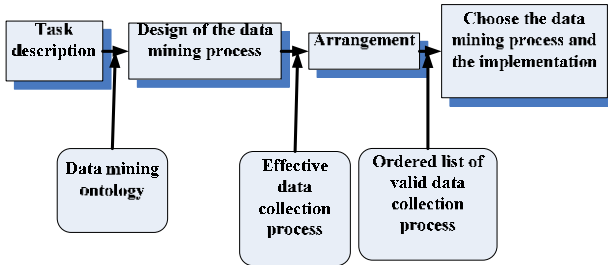 Task
description
Design of the data
mining process
Arrangement
Choose the data
mining process and
the implementation
Data mining
ontology
Effective
data
collection
process
Ordered list of
valid data
collection
process